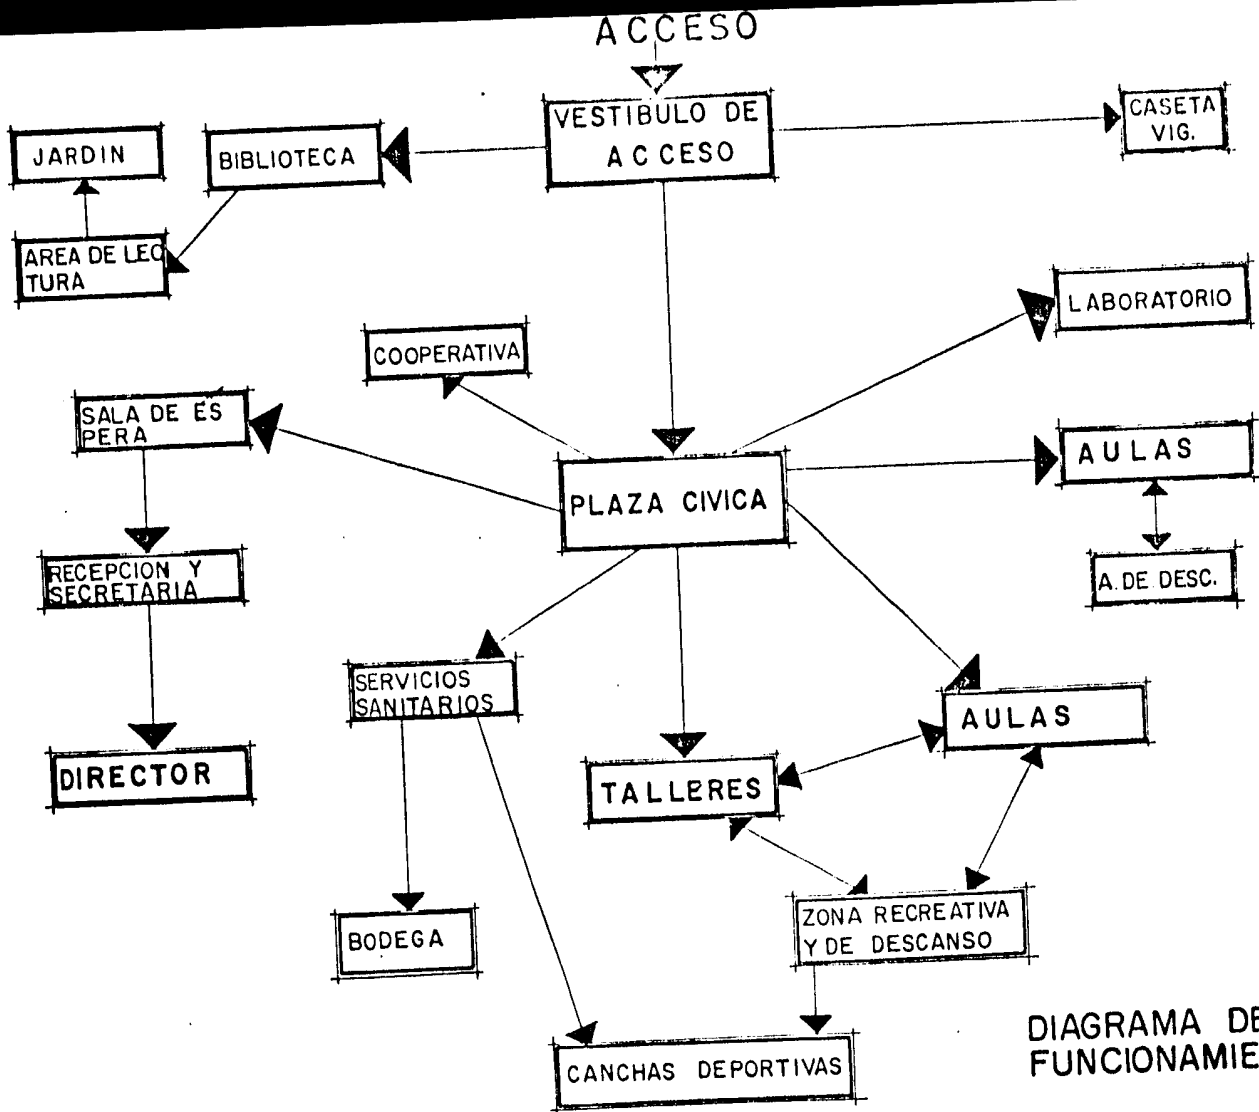 ACCESO
VESTIBULO DE
ACCESO
CASETA
VIG.
JARDIN
BIBLIOTECA
AREA DE LEC
TURA
LABORATORIO
COOPERATIVA
SALA DE ES
PERA
AULAS
PLAZA CIVICA
RECEPCION Y
SECRETARIA
A. DE DESC.
SERVICIOS
SANITARIOS
AULAS
DIRECTOR
TALLERES
BODEGA
ZONA RECREATIVA
Y DE DESCANSO
CANCHAS DEPORTIVAS
DIAGRAMA DE
FUNCIONAMIE